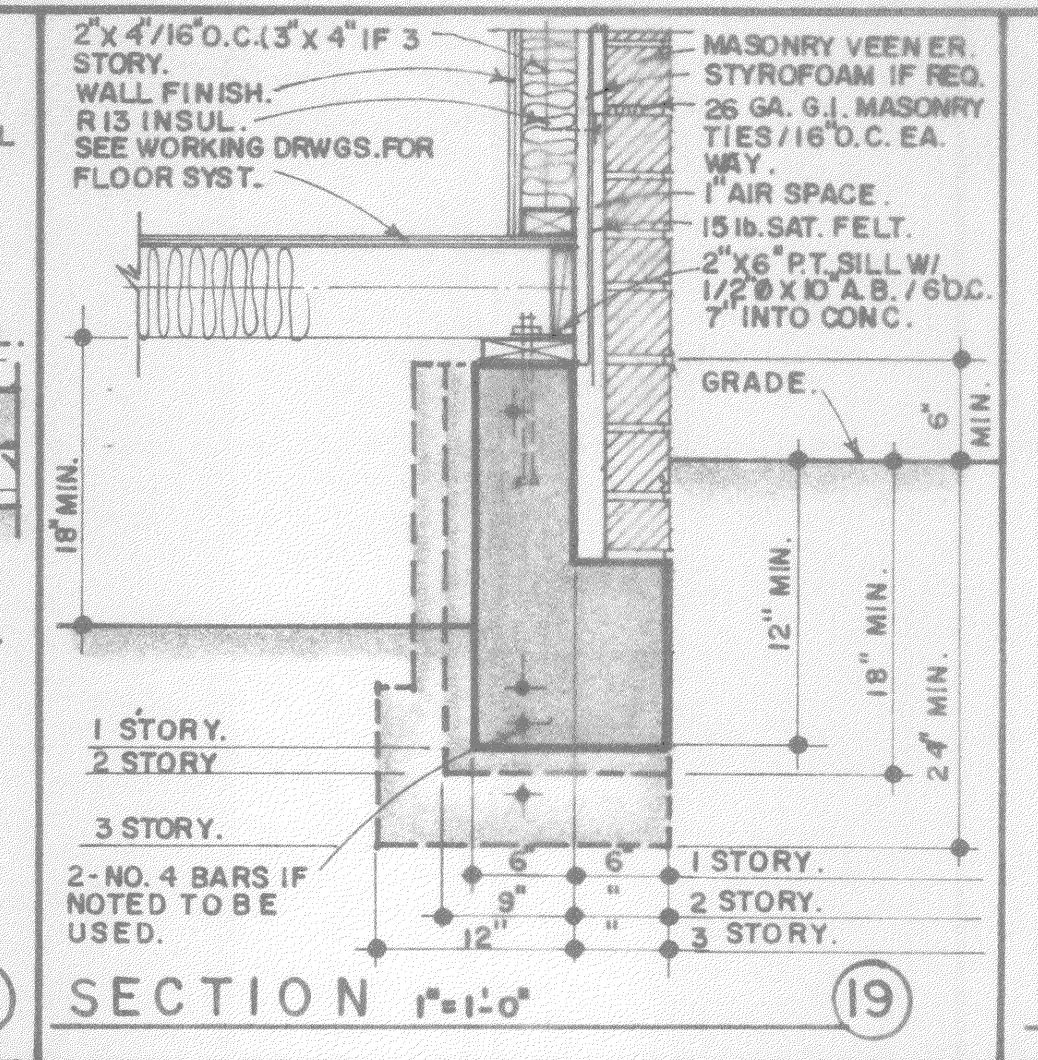 2"X 4"/16"O.C.(3"X 4" IF 3
STORY.
WALL FINISH.
R13 INSUL.
SEE WORKING DRWGS.FOR
FLOOR SYST.
MASONRY VEENER.
STYROFOAM IF REQ.
26 GA. G.I. MASONRY
TIES/16"O.C. EA.
WAY.
1" AIR SPACE.
15 lb. SAT. FELT.
2"X6" P.T. SILL W/
1/2"Ø X 10" A.B. / 6'O.C.
7" INTO CONC.
GRADE.
6"
MIN.
18" MIN.
12" MIN.
18" MIN.
24" MIN.
1 STORY.
2 STORY
3 STORY.
2-NO. 4 BARS IF
NOTED TO BE
USED.
6" 6" 1 STORY.
9" " 2 STORY.
12" " 3 STORY.
SECTION 1"=1'-0"
19